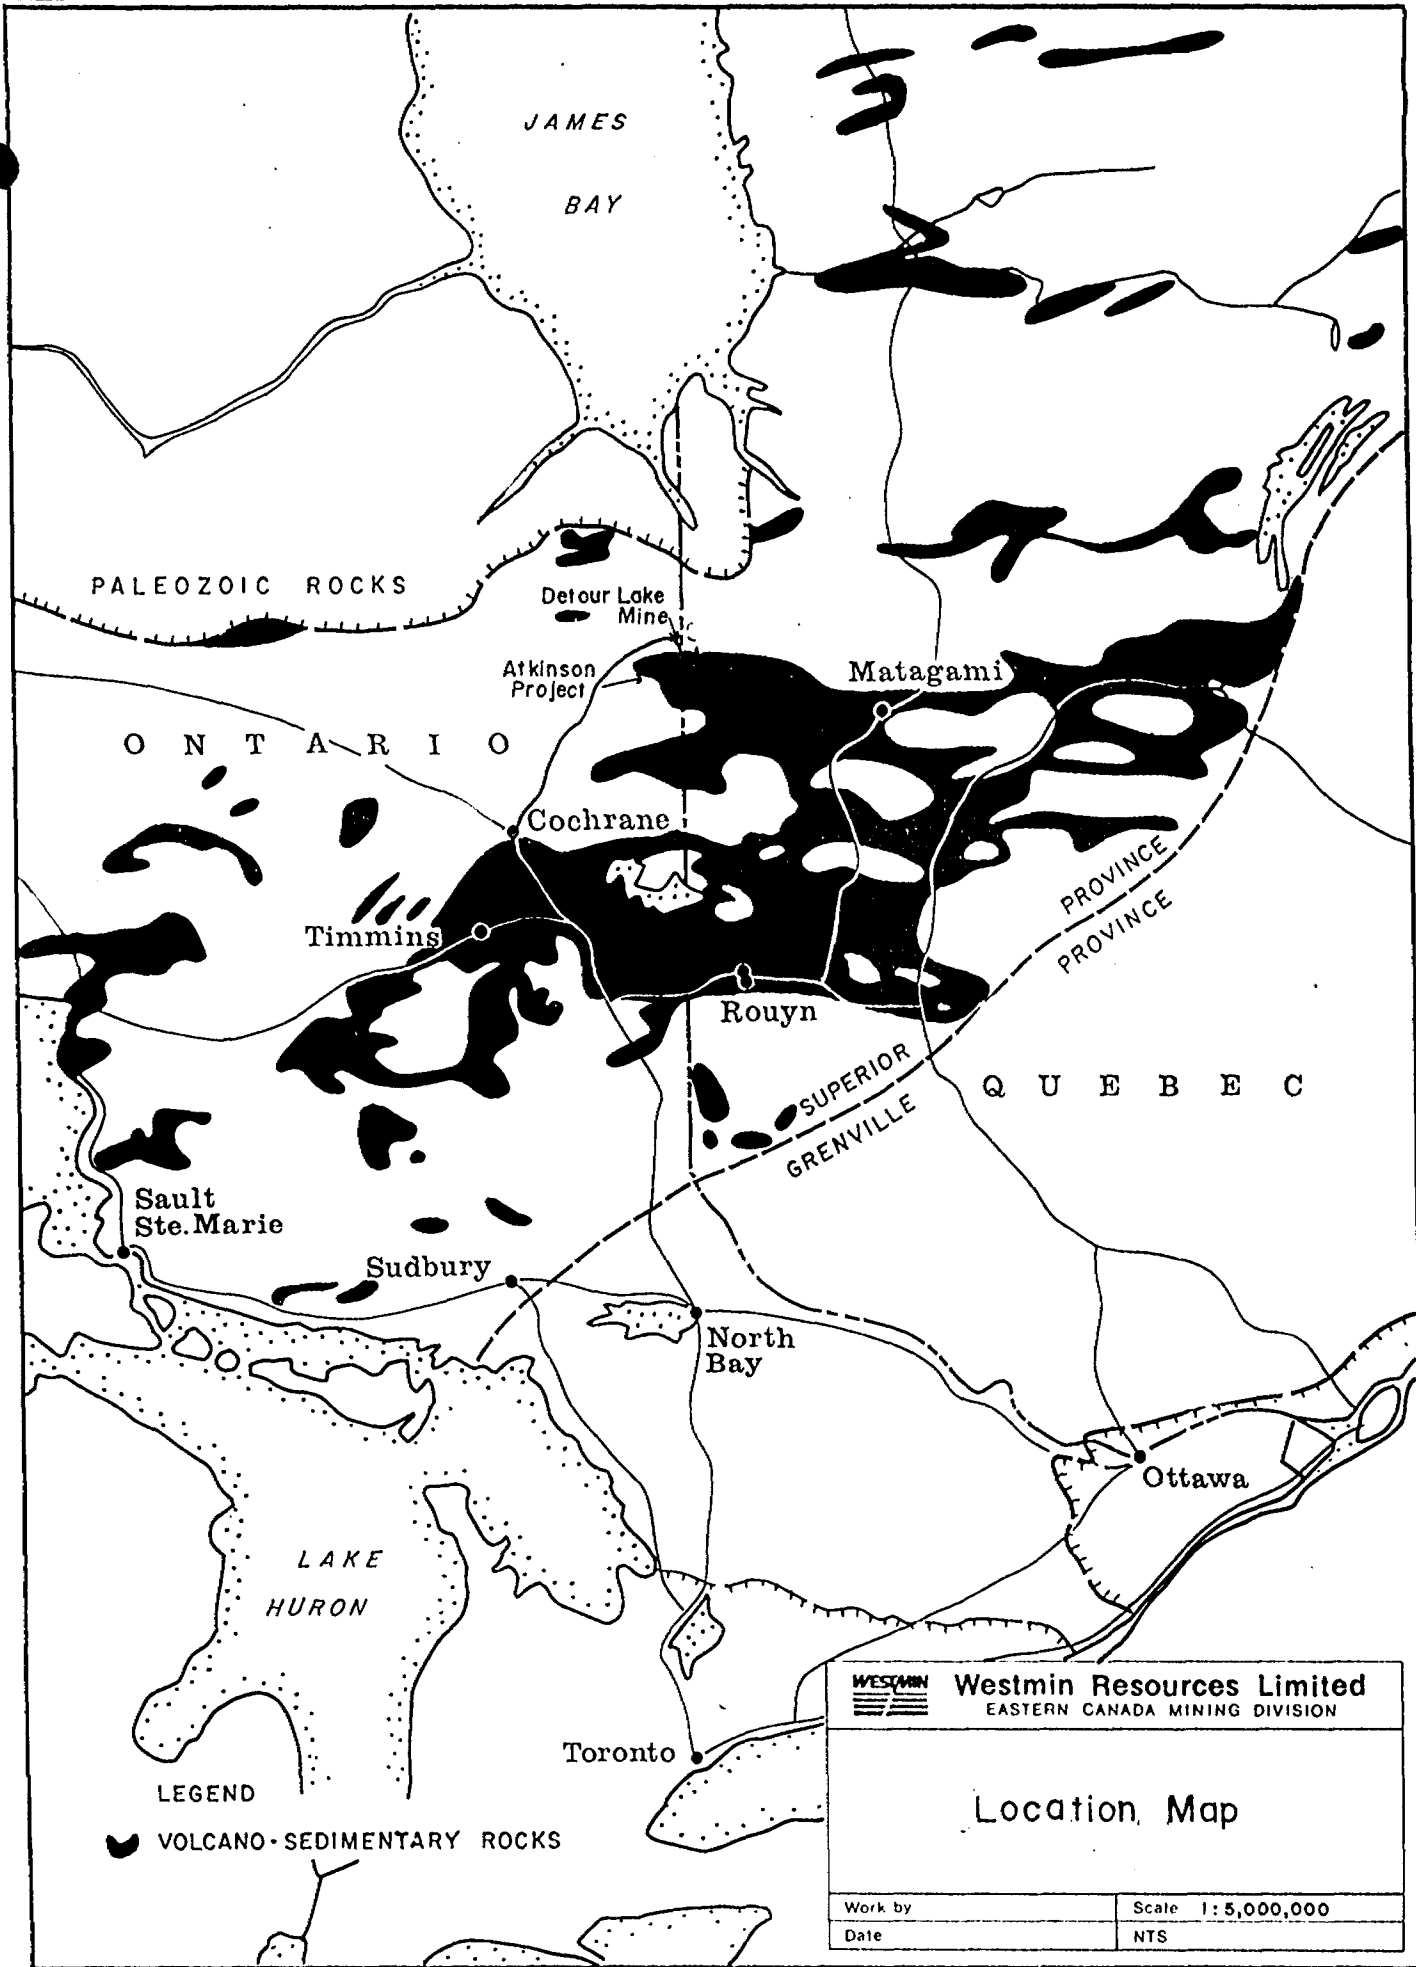 JAMES
BAY
PALEOZOIC ROCKS
Detour Lake
Mine
Atkinson
Project
Matagami
ONTARIO
Cochrane
Timmins
Rouyn
PROVINCE
PROVINCE
SUPERIOR
GRENVILLE
QUEBEC
Sault
Ste. Marie
Sudbury
North
Bay
Ottawa
LAKE
HURON
Toronto
LEGEND
VOLCANO-SEDIMENTARY ROCKS
WESTMIN
Westmin Resources Limited
EASTERN CANADA MINING DIVISION
Location Map
Work by
Scale 1:5,000,000
Date
NTS